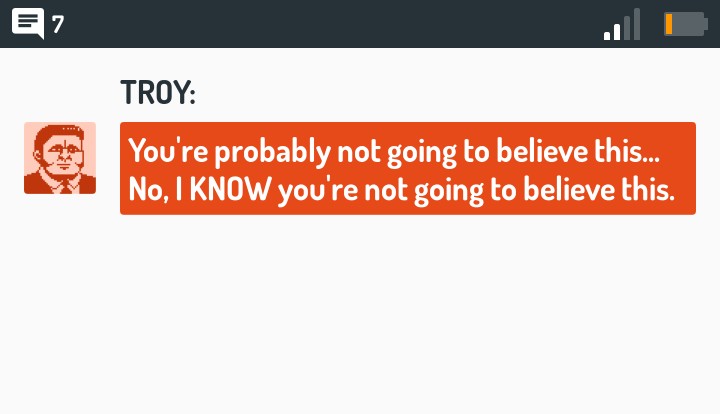 7
TROY:
You're probably not going to believe this...
No, I KNOW you're not going to believe this.